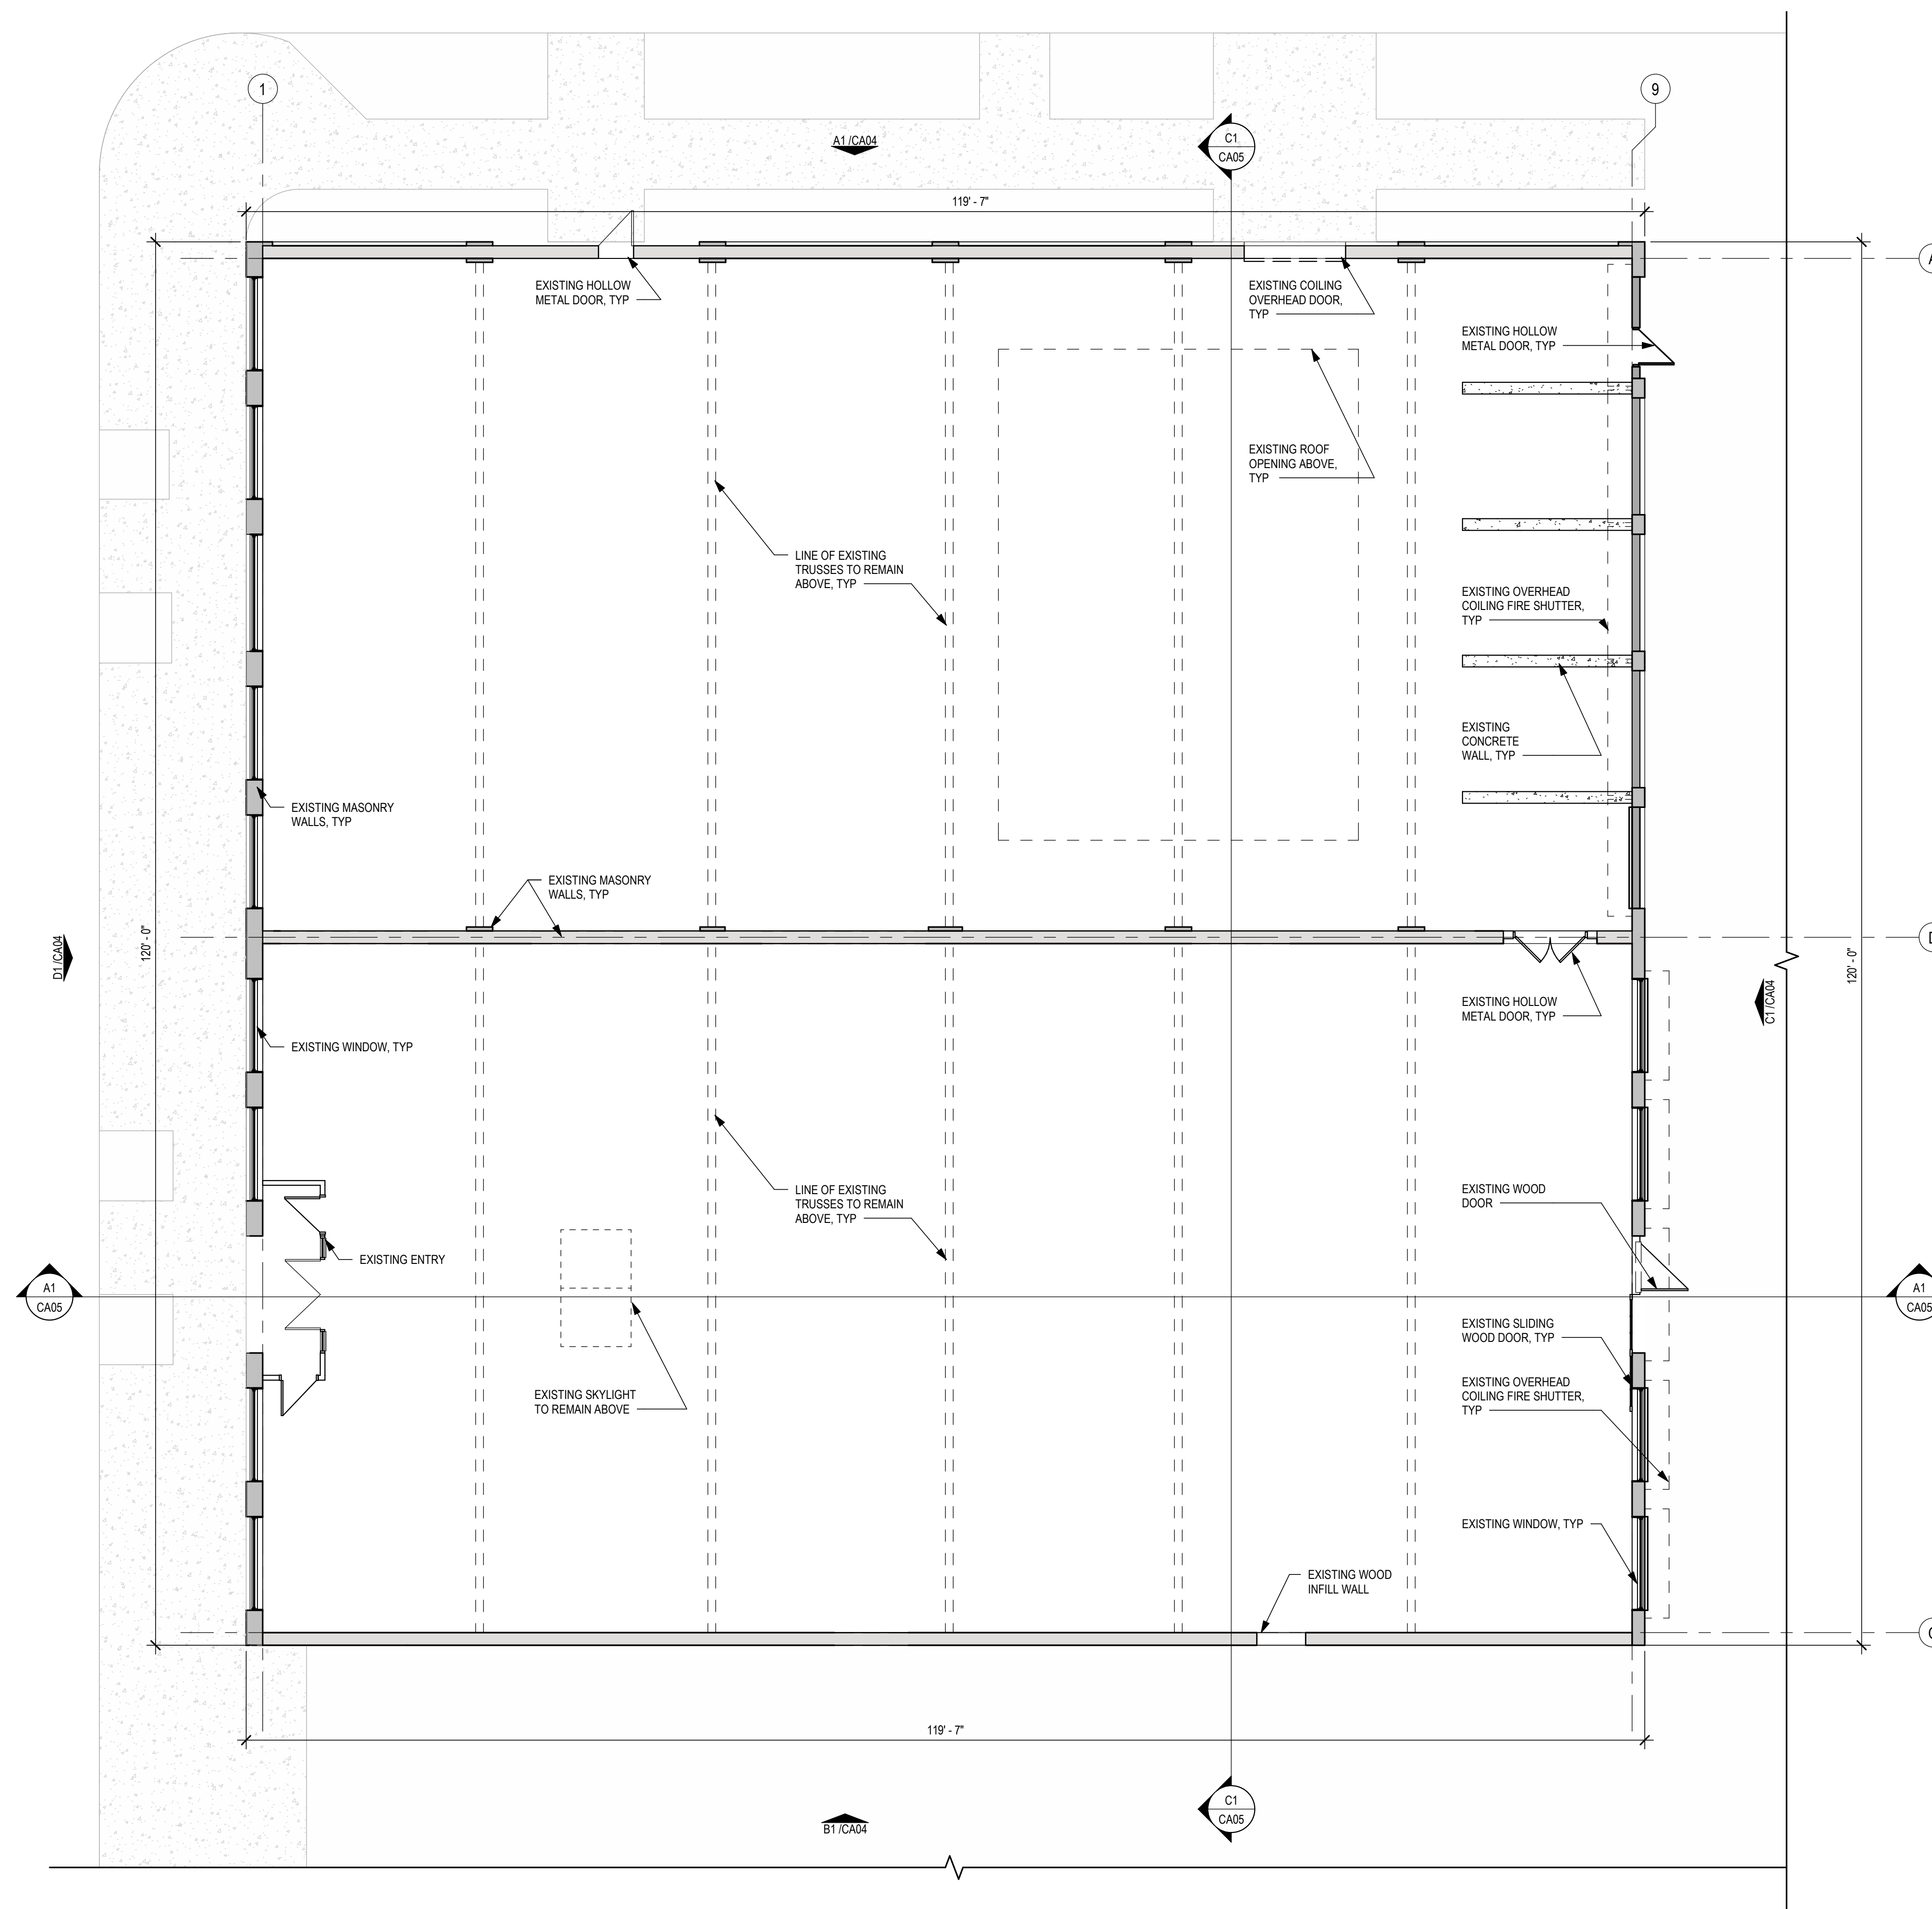 1
9
A1 /CA04
C1
CA05
119' - 7"
A
EXISTING HOLLOW
METAL DOOR, TYP
EXISTING COILING
OVERHEAD DOOR,
TYP
EXISTING HOLLOW
METAL DOOR, TYP
EXISTING ROOF
OPENING ABOVE,
TYP
LINE OF EXISTING
TRUSSES TO REMAIN
ABOVE, TYP
EXISTING OVERHEAD
COILING FIRE SHUTTER,
TYP
EXISTING
CONCRETE
WALL, TYP
EXISTING MASONRY
WALLS, TYP
EXISTING MASONRY
WALLS, TYP
D1 /CA04
120' - 0"
120' - 0"
C1 /CA04
EXISTING HOLLOW
METAL DOOR, TYP
EXISTING WINDOW, TYP
LINE OF EXISTING
TRUSSES TO REMAIN
ABOVE, TYP
EXISTING WOOD
DOOR
EXISTING ENTRY
A1
CA05
A1
CA05
EXISTING SLIDING
WOOD DOOR, TYP
EXISTING SKYLIGHT
TO REMAIN ABOVE
EXISTING OVERHEAD
COILING FIRE SHUTTER,
TYP
EXISTING WINDOW, TYP
EXISTING WOOD
INFILL WALL
119' - 7"
C1
CA05
B1 /CA04